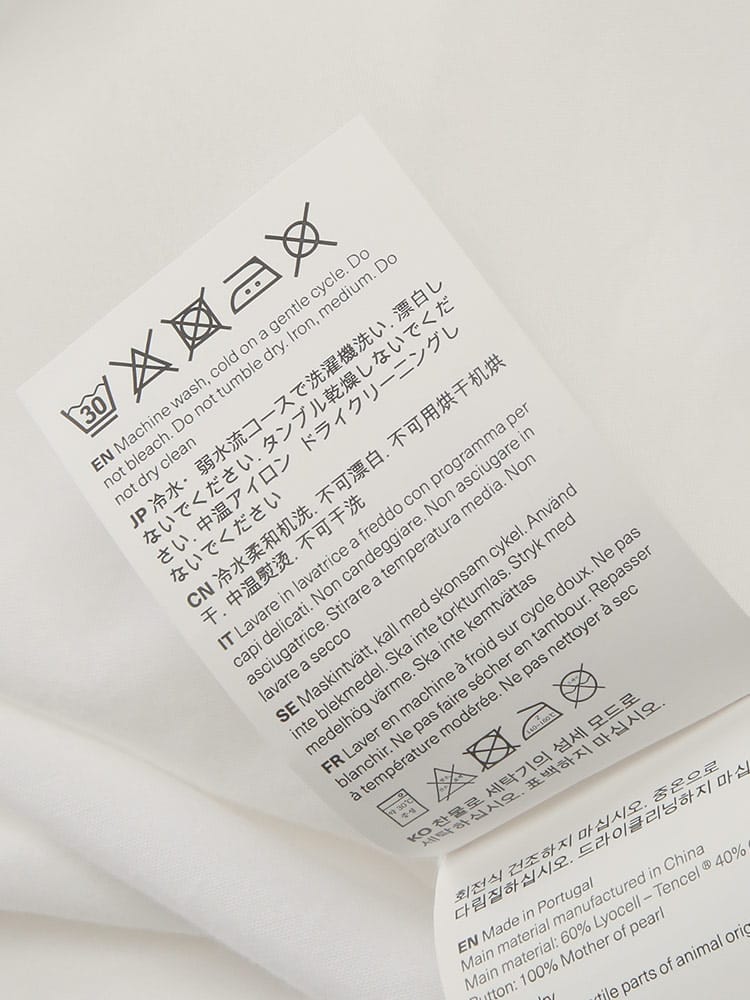 30
EN Machine wash, cold on a gentle cycle. Do
not bleach. Do not tumble dry. Iron, medium. Do
not dry clean
JP 冷水・弱水流コースで洗濯機洗い. 漂白し
ないでください. タンブル乾燥しないでくだ
さい. 中温アイロン ドライクリーニングし
ないでください
CN 冷水柔和机洗. 不可漂白. 不可用烘干机烘
干. 中温熨烫. 不可干洗
IT Lavare in lavatrice a freddo con programma per
capi delicati. Non candeggiare. Non asciugare in
asciugatrice. Stirare a temperatura media. Non
lavare a secco
SE Maskintvätt, kall med skonsam cykel. Använd
inte blekmedel. Ska inte torktumlas. Stryk med
medelhög värme. Ska inte kemtvättas
FR Laver en machine à froid sur cycle doux. Ne pas
blanchir. Ne pas faire sécher en tambour. Repasser
à température modérée. Ne pas nettoyer à sec
약 30℃
중성
KO 찬물로 세탁기의 섬세 모드로
세탁하십시오. 표백하지 마십시오.
회전식 건조하지 마십시오. 중온으로
다림질하십시오. 드라이클리닝하지 마십
EN Made in Portugal
Main material manufactured in China
Main material: 60% Lyocell – Tencel® 40%
Button: 100% Mother of pearl
parts of animal orig